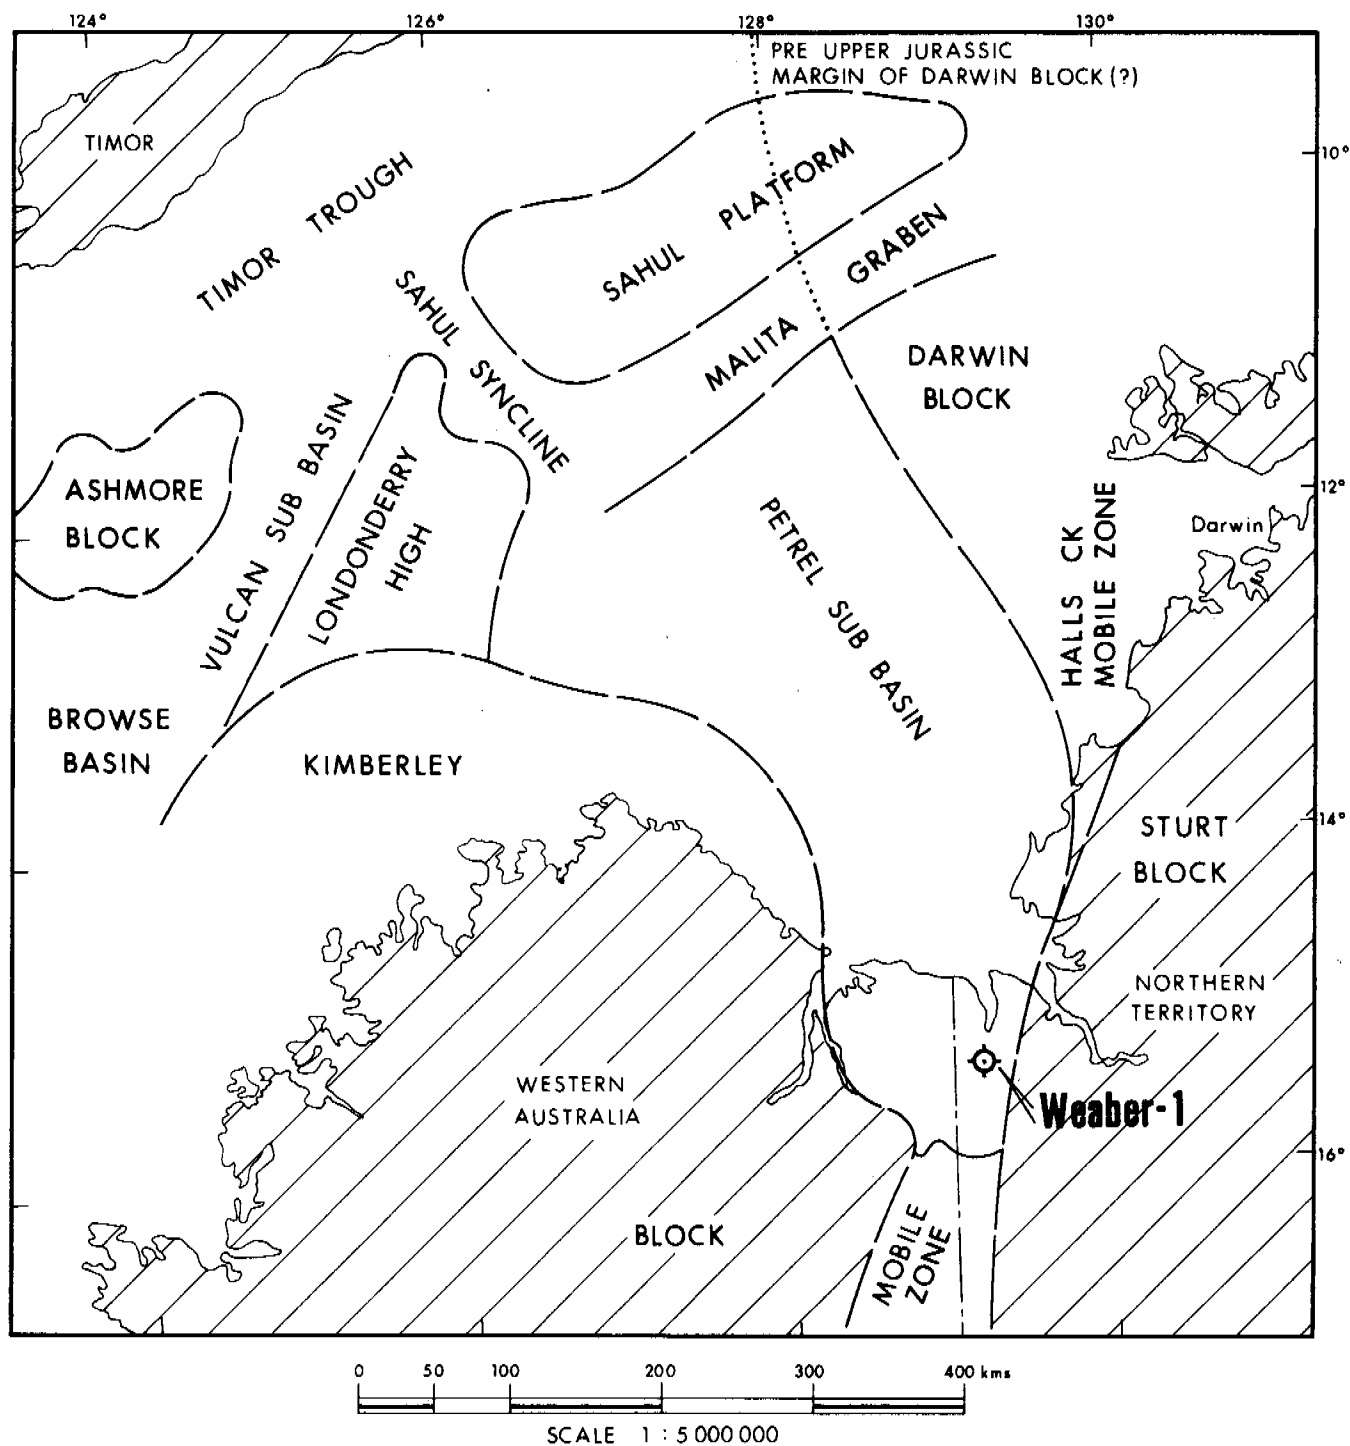 124°
126°
128°
130°
PRE UPPER JURASSIC
MARGIN OF DARWIN BLOCK (?)
TIMOR
10°
TIMOR TROUGH
SAHUL PLATFORM
MALITA GRABEN
SAHUL SYNCLINE
DARWIN
BLOCK
ASHMORE
BLOCK
VULCAN SUB BASIN
LONDONDERRY
HIGH
PETREL SUB BASIN
12°
Darwin
HALLS CK
MOBILE ZONE
BROWSE
BASIN
KIMBERLEY
14°
STURT
BLOCK
NORTHERN
TERRITORY
WESTERN
AUSTRALIA
Weaber-1
16°
BLOCK
MOBILE
ZONE
0 50 100 200 300 400 kms
SCALE 1 : 5 000 000